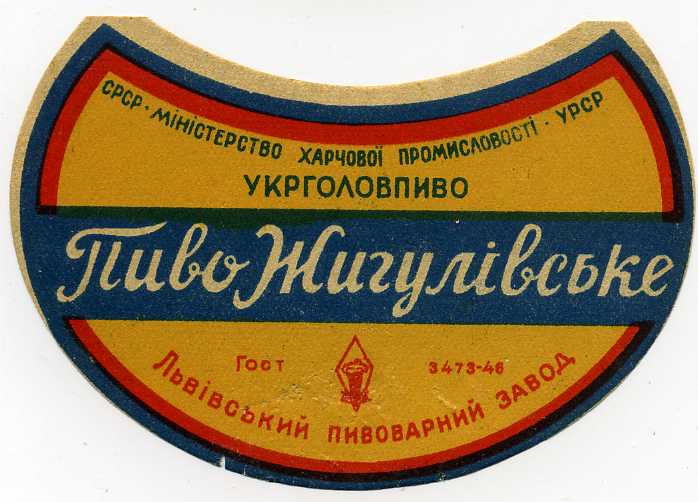 СРСР · МІНІСТЕРСТВО ХАРЧОВОЇ ПРОМИСЛОВОСТІ · УРСР
УКРГОЛОВПИВО
Пиво Жигулівське
Гост 3473-46
Львівський пивоварний завод